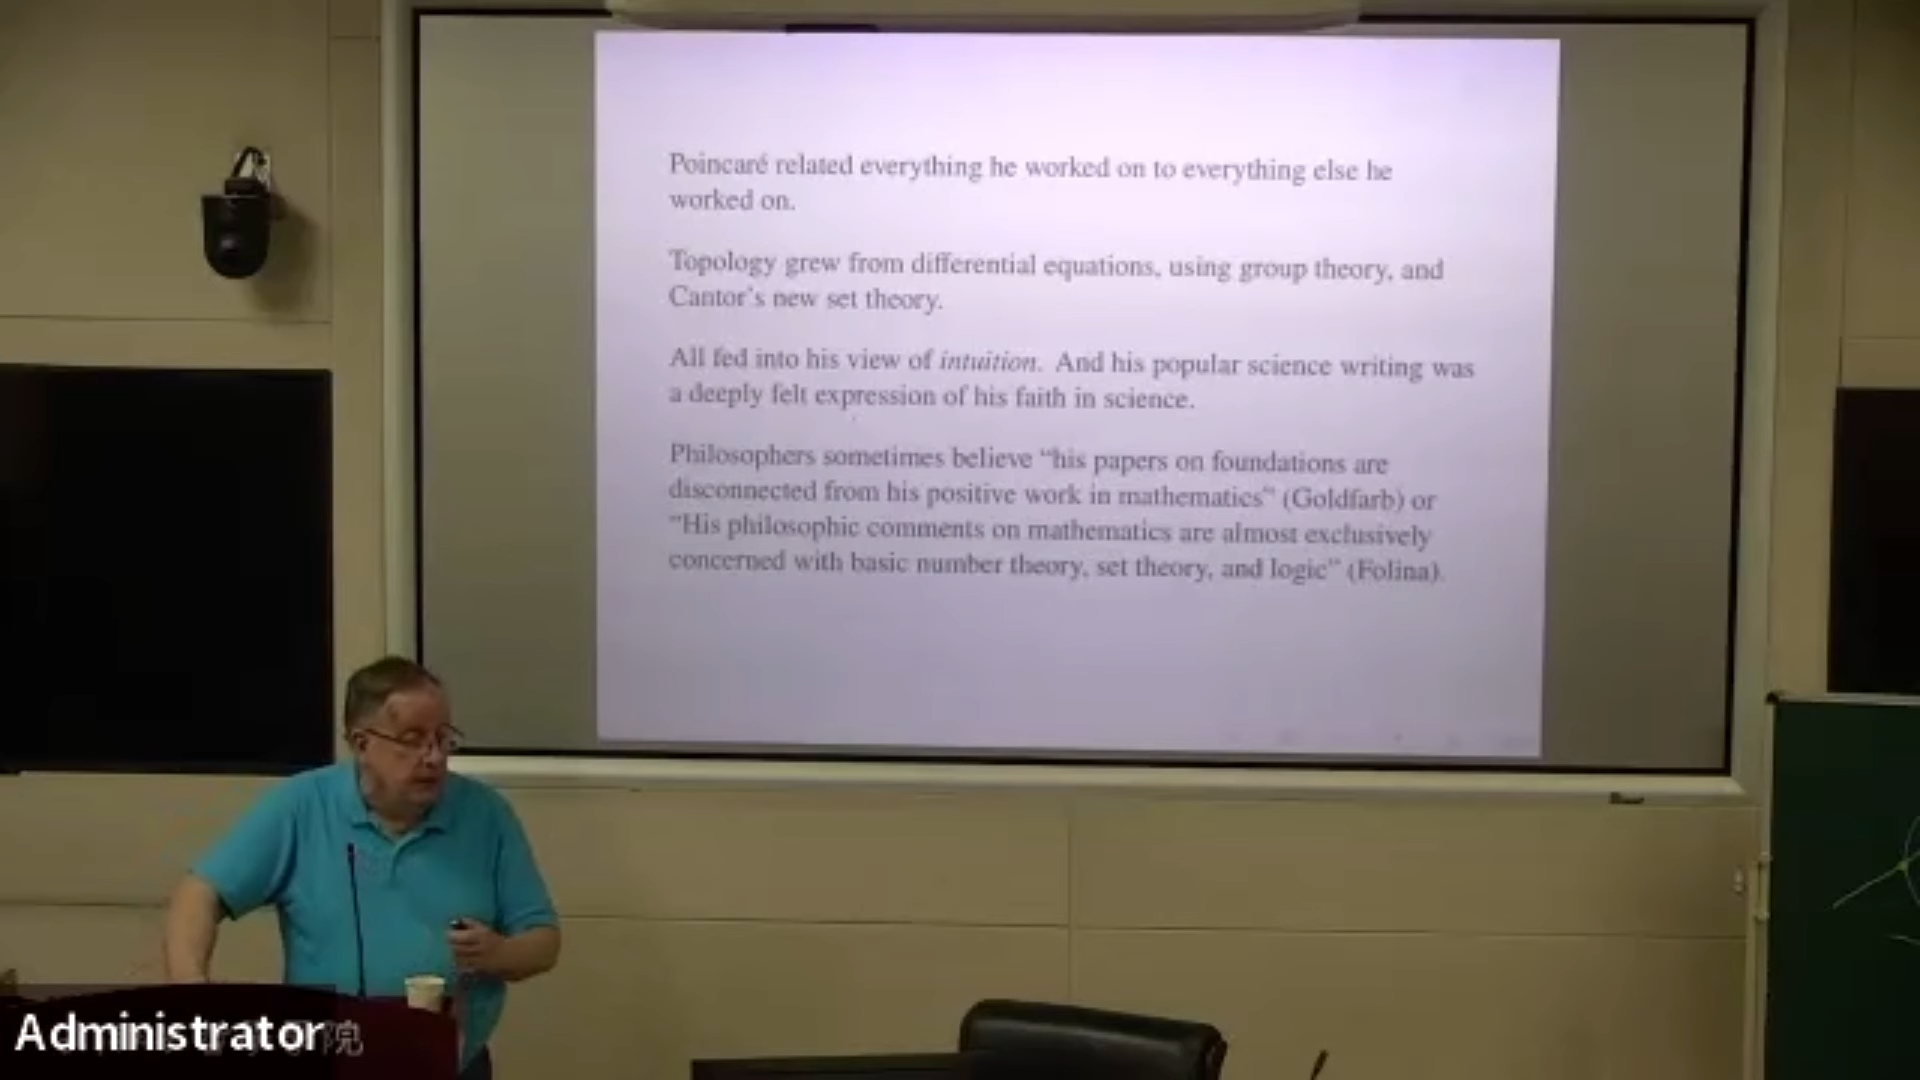 Poincaré related everything he worked on to everything else he
worked on.
Topology grew from differential equations, using group theory, and
Cantor's new set theory.
All fed into his view of intuition. And his popular science writing was
a deeply felt expression of his faith in science.
Philosophers sometimes believe “his papers on foundations are
disconnected from his positive work in mathematics” (Goldfarb) or
“His philosophic comments on mathematics are almost exclusively
concerned with basic number theory, set theory, and logic” (Folina).
Administrator
院